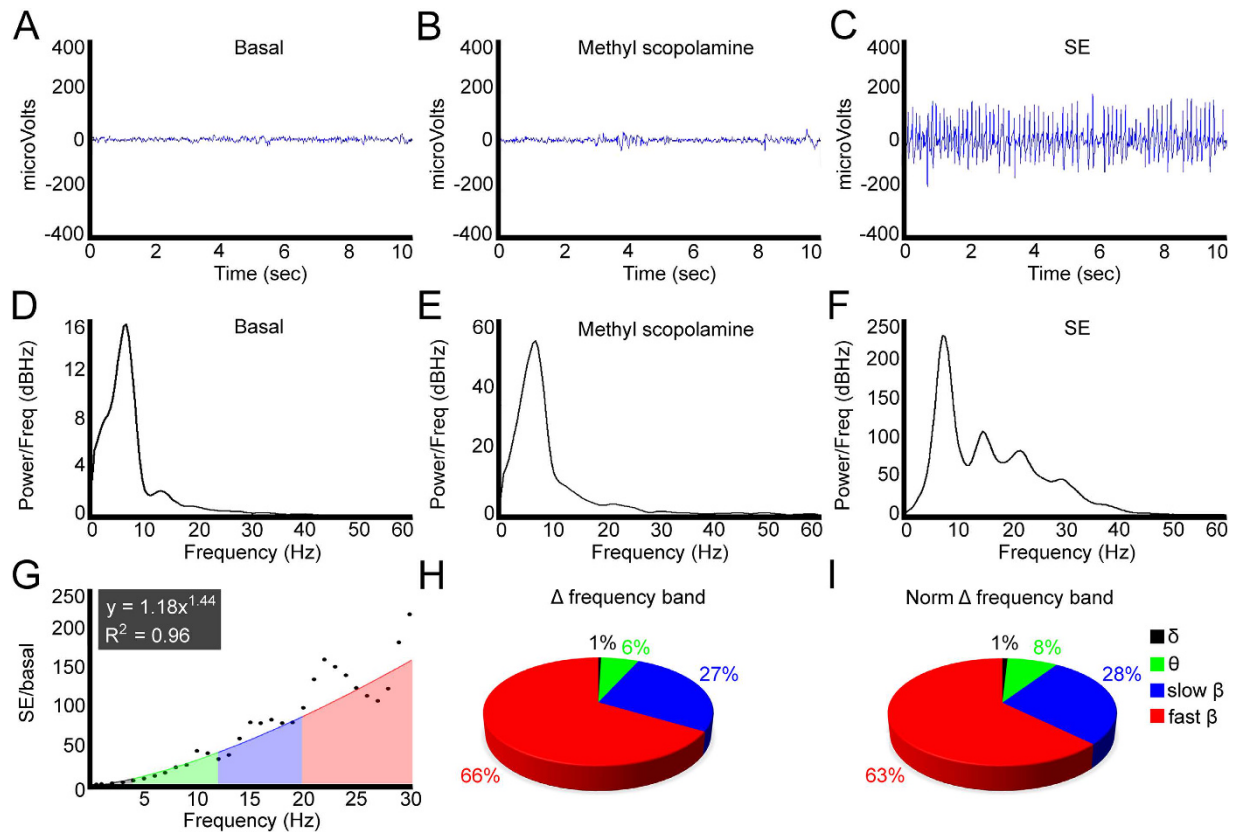 A
Basal
400
200
0
-200
-400
microVolts
0 2 4 6 8 10
Time (sec)
B
Methyl scopolamine
400
200
0
-200
-400
microVolts
0 2 4 6 8 10
Time (sec)
C
SE
400
200
0
-200
-400
microVolts
0 2 4 6 8 10
Time (sec)
D
Basal
16
12
8
4
0
Power/Freq (dBHz)
0 10 20 30 40 50 60
Frequency (Hz)
E
Methyl scopolamine
60
40
20
0
Power/Freq (dBHz)
0 10 20 30 40 50 60
Frequency (Hz)
F
SE
250
200
150
100
50
0
Power/Freq (dBHz)
0 10 20 30 40 50 60
Frequency (Hz)
G
y = 1.18x^1.44
R² = 0.96
250
200
150
100
50
0
SE/basal
5 10 15 20 25 30
Frequency (Hz)
H
Δ frequency band
1%
6%
27%
66%
I
Norm Δ frequency band
1%
8%
28%
63%
δ
θ
slow β
fast β